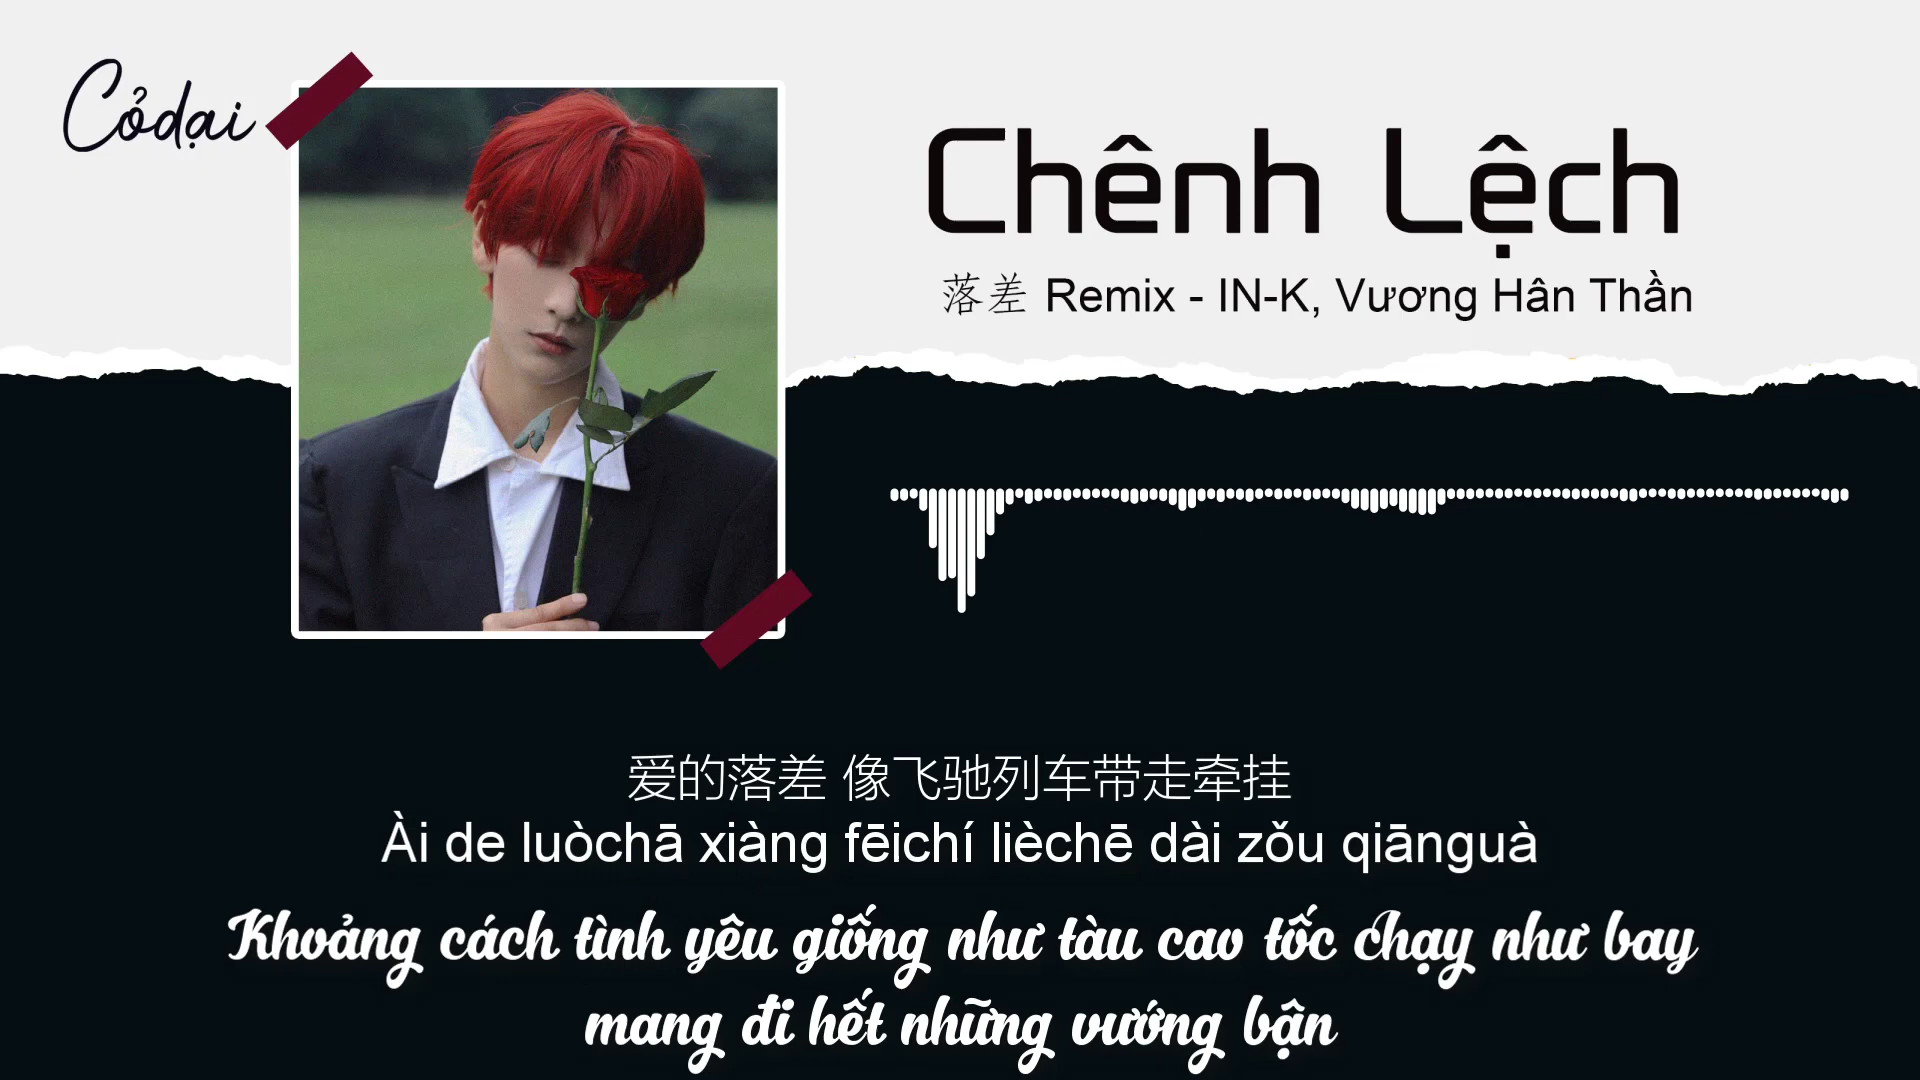 Cỏdại
Chênh Lệch
落差 Remix - IN-K, Vương Hân Thần
爱的落差 像飞驰列车带走牵挂
Ài de luòchā xiàng fēichí lièchē dài zǒu qiānguà
Khoảng cách tình yêu giống như tàu cao tốc chạy như bay
mang đi hết những vướng bận